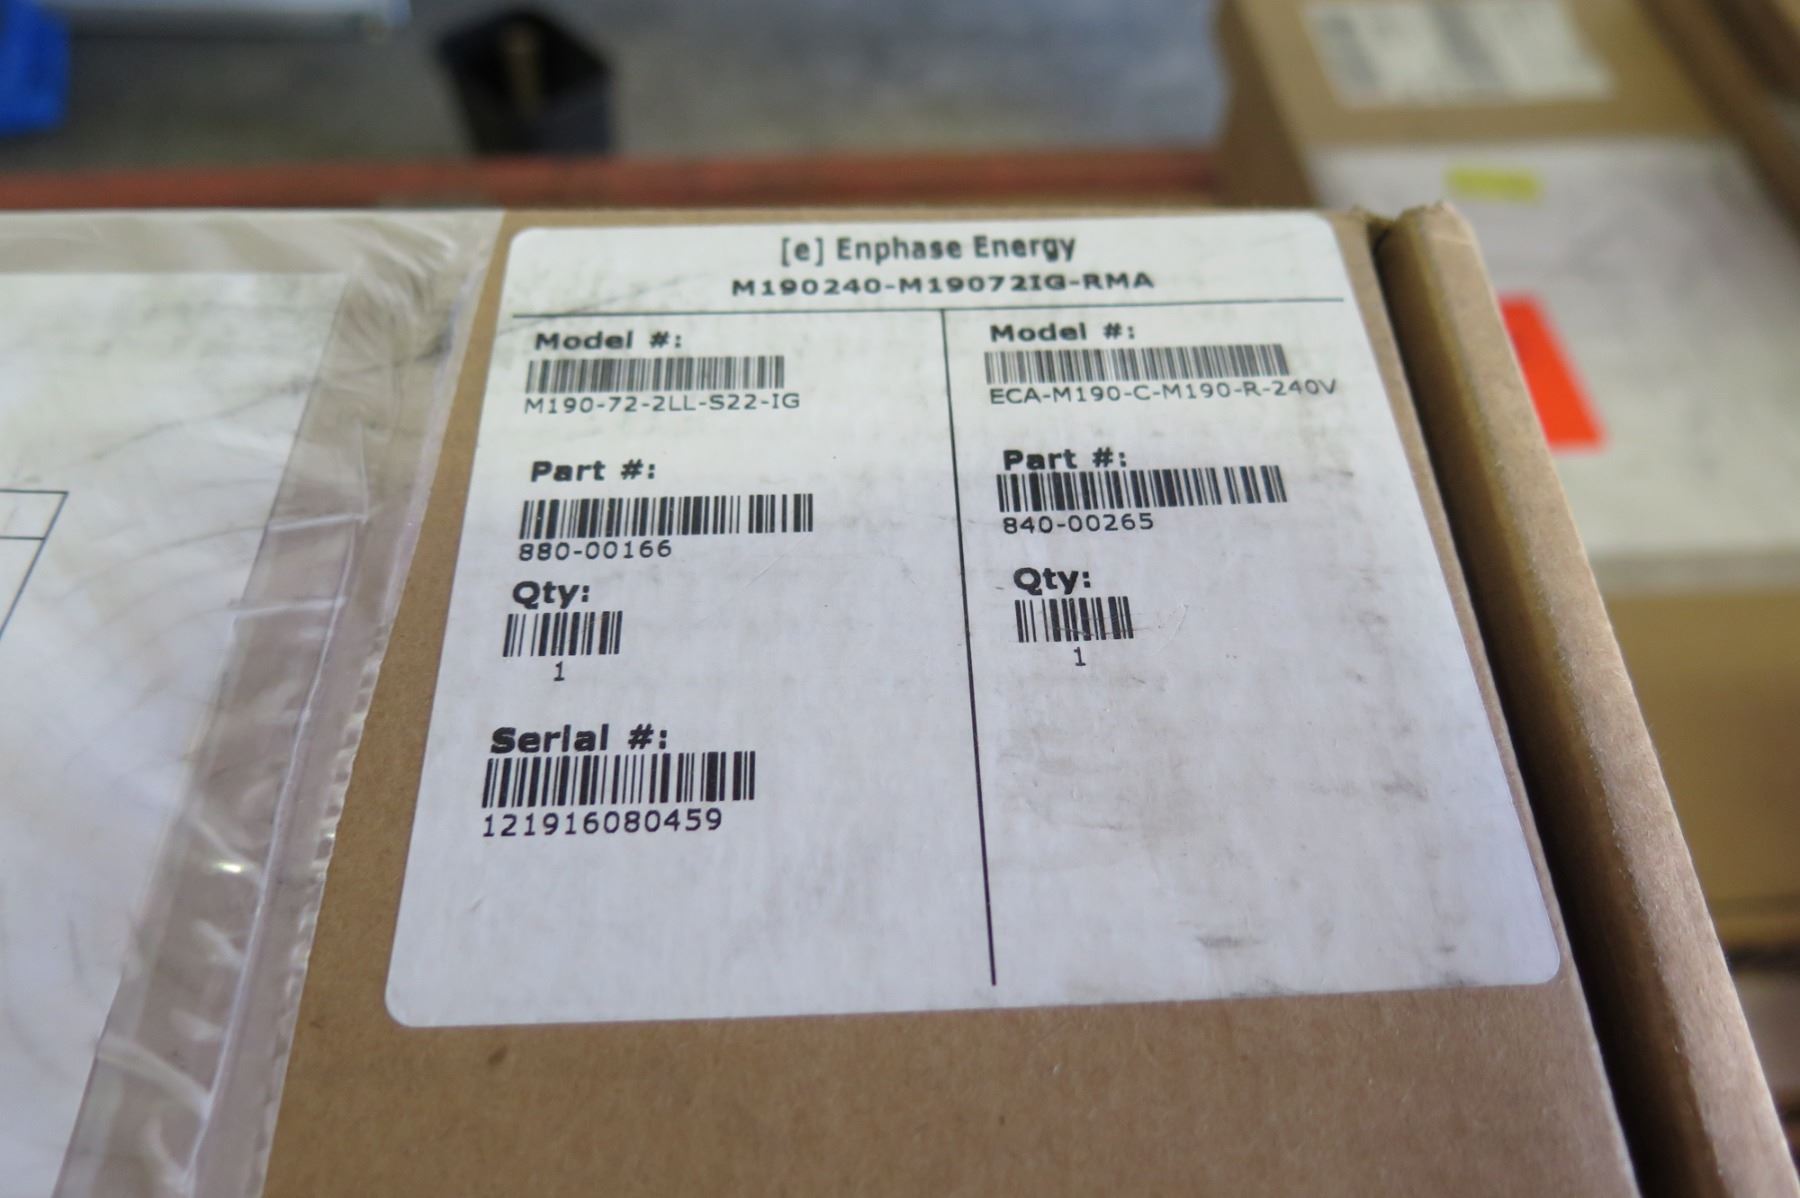 [e] Enphase Energy
M190240-M19072IG-RMA
Model #:
M190-72-2LL-S22-IG
Part #:
880-00166
Qty:
1
Serial #:
121916080459
Model #:
ECA-M190-C-M190-R-240V
Part #:
840-00265
Qty:
1